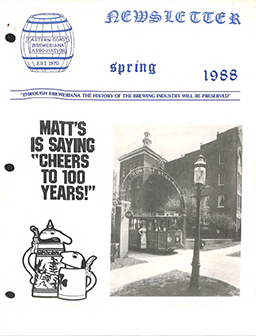 NEWSLETTER
EASTERN COAST
BREWERIANA
ASSOCIATION
EST. 1970
spring
1988
"THROUGH BREWERIANA THE HISTORY OF THE BREWING INDUSTRY WILL BE PRESERVED"
MATT'S
IS SAYING
"CHEERS
TO 100
YEARS!"